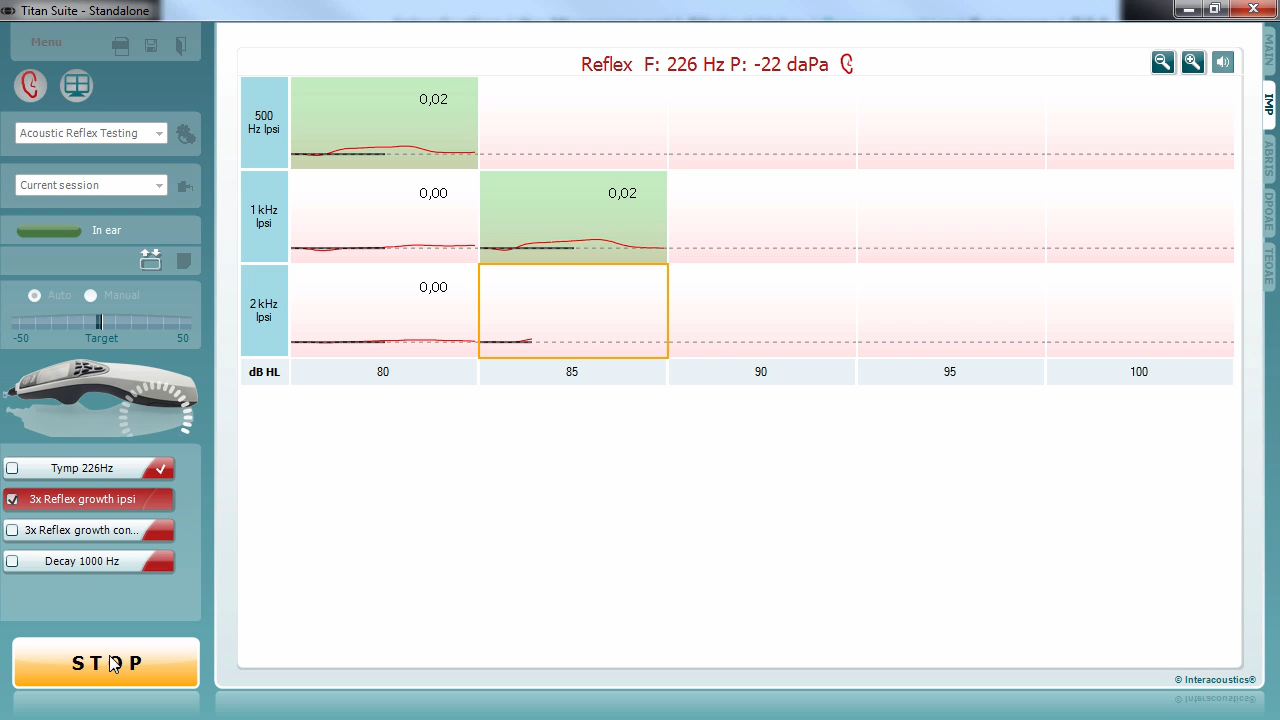 Titan Suite - Standalone
Menu
Acoustic Reflex Testing
Current session
In ear
Auto
Manual
-50
Target
50
Tymp 226Hz
3x Reflex growth ipsi
3x Reflex growth con...
Decay 1000 Hz
STOP
Reflex F: 226 Hz P: -22 daPa
500
Hz Ipsi
0,02
1 kHz
Ipsi
0,00
0,02
2 kHz
Ipsi
0,00
dB HL
80
85
90
95
100
MAIN
IMP
ABRIS
DPOAE
TEOAE
© Interacoustics®